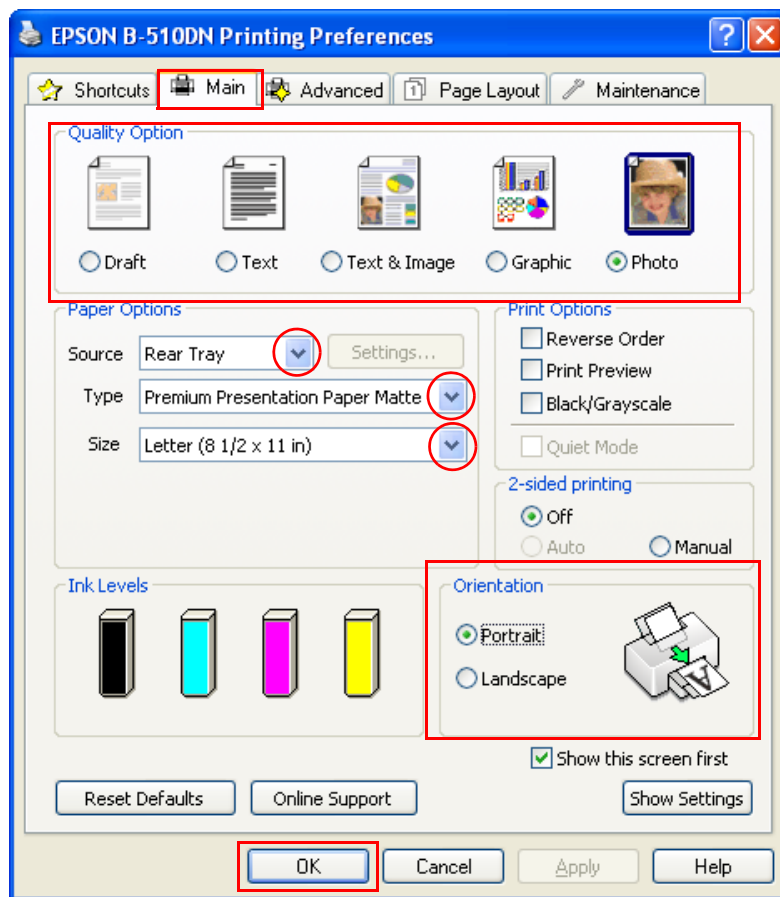 EPSON B-510DN Printing Preferences
Shortcuts Main Advanced 1 Page Layout Maintenance
Quality Option
Draft Text Text & Image Graphic Photo
Paper Options
Source Rear Tray Settings...
Type Premium Presentation Paper Matte
Size Letter (8 1/2 x 11 in)
Print Options
Reverse Order
Print Preview
Black/Grayscale
Quiet Mode
2-sided printing
Off
Auto Manual
Ink Levels
Orientation
Portrait
Landscape
A
Show this screen first
Reset Defaults Online Support Show Settings
OK Cancel Apply Help